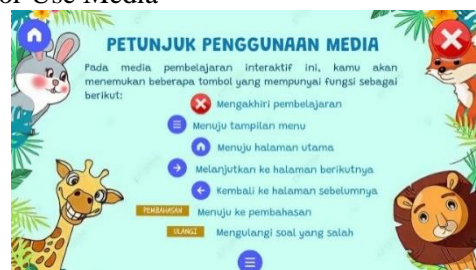 or Use Media
PETUNJUK PENGGUNAAN MEDIA
Pada media pembelajaran interaktif ini, kamu akan
menemukan beberapa tombol yang mempunyai fungsi sebagai
berikut:
Mengakhiri pembelajaran
Menuju tampilan menu
Menuju halaman utama
Melanjutkan ke halaman berikutnya
Kembali ke halaman sebelumnya
PEMBAHASAN Menuju ke pembahasan
ULANGI Mengulangi soal yang salah